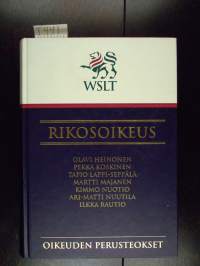 WSLT
RIKOSOIKEUS
OLAVI HEINONEN
PEKKA KOSKINEN
TAPIO LAPPI-SEPPÄLÄ
MARTTI MAJANEN
KIMMO NUOTIO
ARI-MATTI NUUTILA
ILKKA RAUTIO
OIKEUDEN PERUSTEOKSET